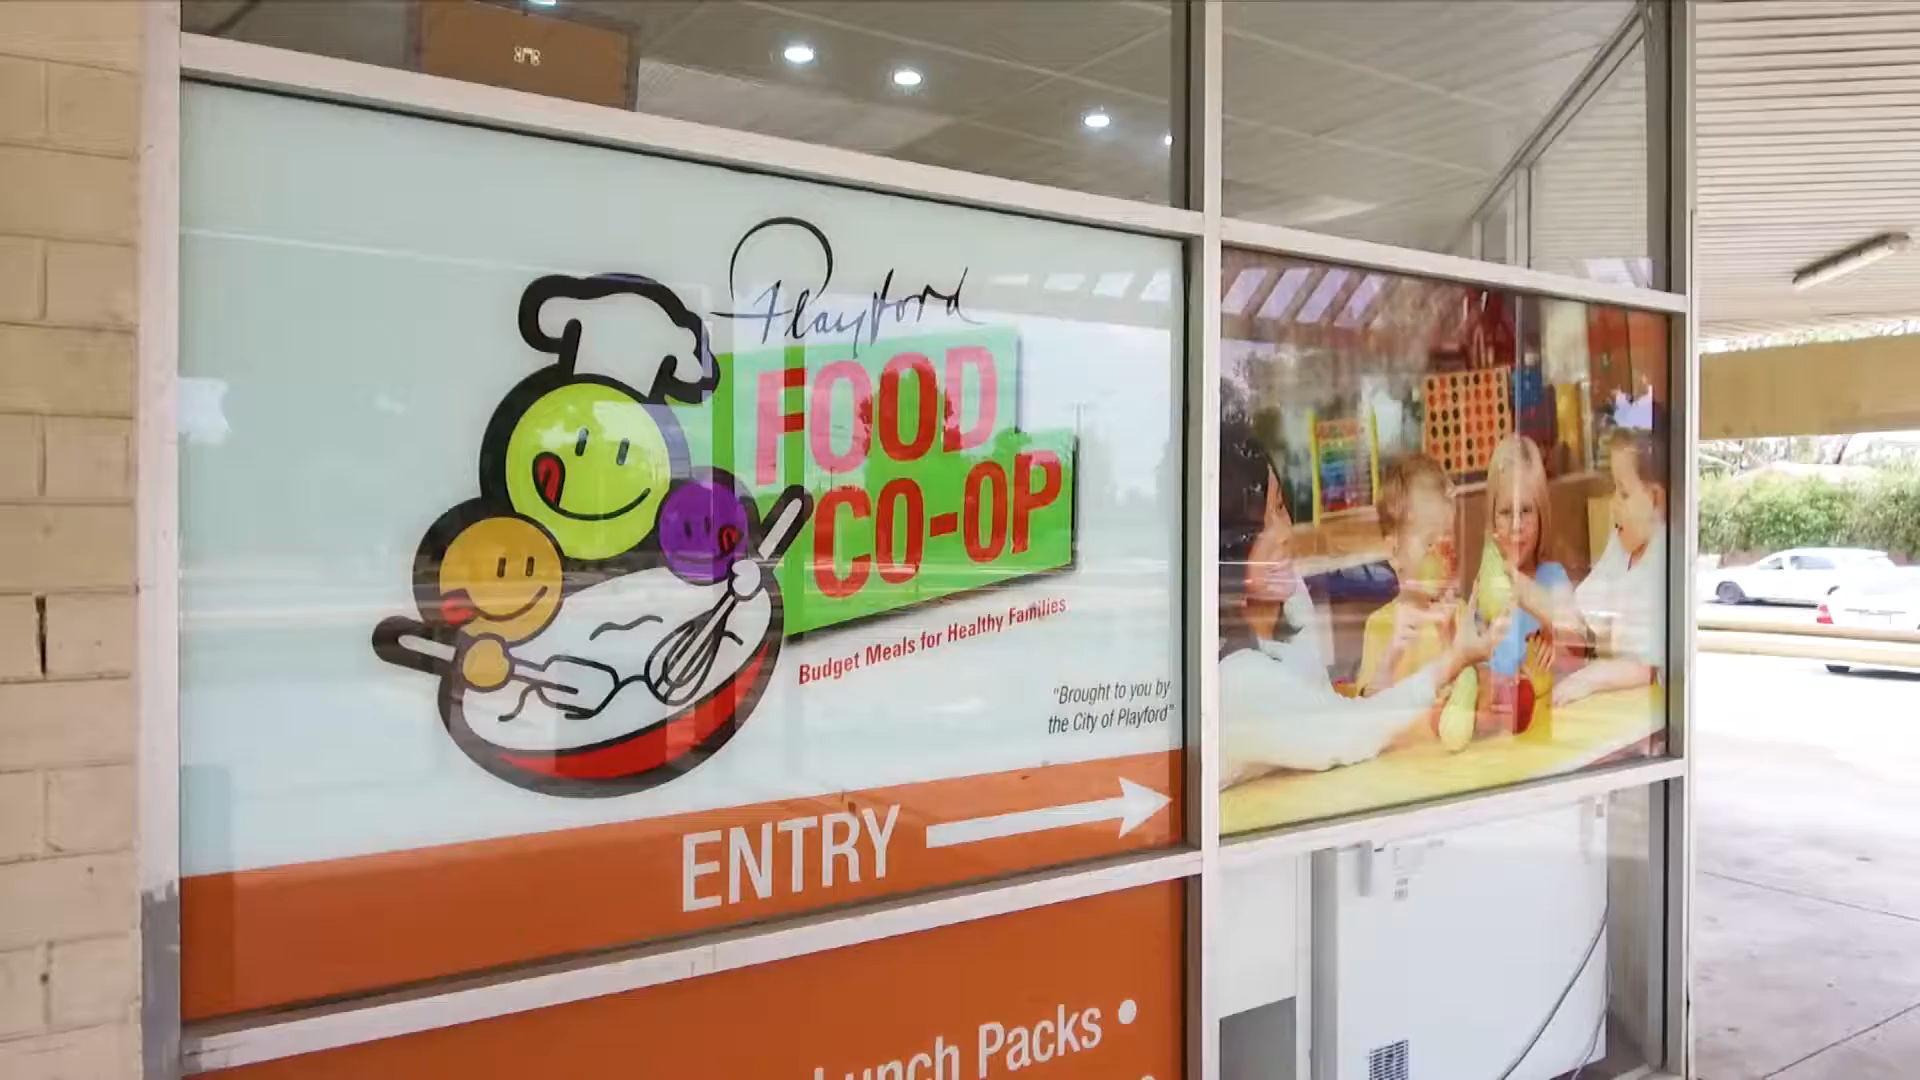 Playford
FOOD
CO-OP
Budget Meals for Healthy Families
"Brought to you by
the City of Playford"
ENTRY
Lunch Packs •